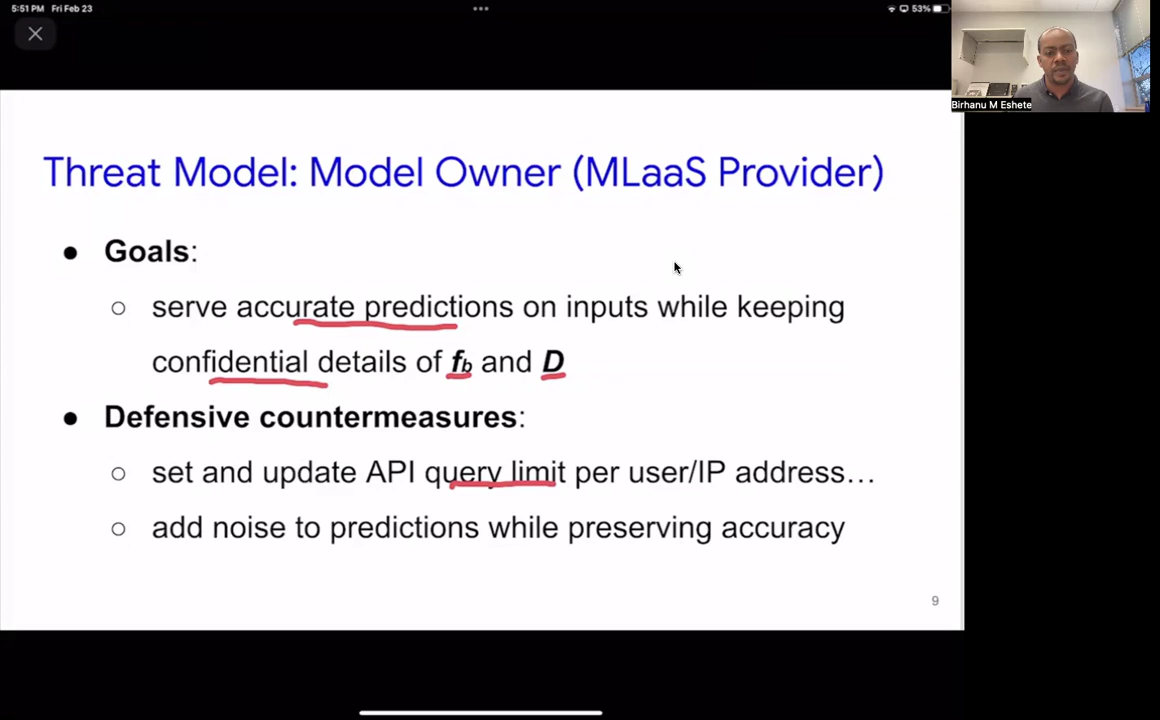 5:51 PM Fri Feb 23
53%
Birhanu M Eshete
Threat Model: Model Owner (MLaaS Provider)
● Goals:
○ serve accurate predictions on inputs while keeping
confidential details of fb and D
● Defensive countermeasures:
○ set and update API query limit per user/IP address…
○ add noise to predictions while preserving accuracy
9